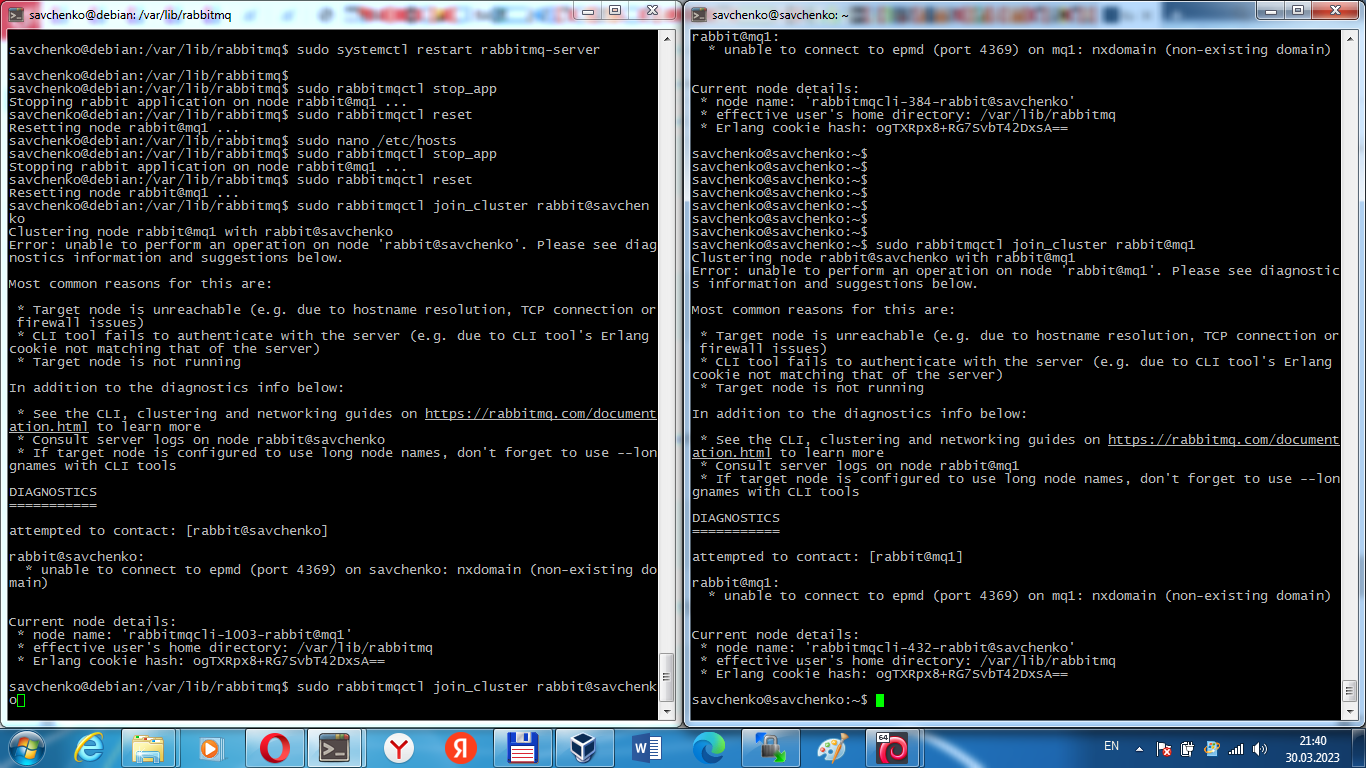 savchenko@debian: /var/lib/rabbitmq
savchenko@debian:/var/lib/rabbitmq$ sudo systemctl restart rabbitmq-server
savchenko@debian:/var/lib/rabbitmq$
savchenko@debian:/var/lib/rabbitmq$ sudo rabbitmqctl stop_app
Stopping rabbit application on node rabbit@mq1 ...
savchenko@debian:/var/lib/rabbitmq$ sudo rabbitmqctl reset
Resetting node rabbit@mq1 ...
savchenko@debian:/var/lib/rabbitmq$ sudo nano /etc/hosts
savchenko@debian:/var/lib/rabbitmq$ sudo rabbitmqctl stop_app
Stopping rabbit application on node rabbit@mq1 ...
savchenko@debian:/var/lib/rabbitmq$ sudo rabbitmqctl reset
Resetting node rabbit@mq1 ...
savchenko@debian:/var/lib/rabbitmq$ sudo rabbitmqctl join_cluster rabbit@savchen
ko
Clustering node rabbit@mq1 with rabbit@savchenko
Error: unable to perform an operation on node 'rabbit@savchenko'. Please see diag
nostics information and suggestions below.
Most common reasons for this are:
* Target node is unreachable (e.g. due to hostname resolution, TCP connection or
firewall issues)
* CLI tool fails to authenticate with the server (e.g. due to CLI tool's Erlang
cookie not matching that of the server)
* Target node is not running
In addition to the diagnostics info below:
* See the CLI, clustering and networking guides on https://rabbitmq.com/document
ation.html to learn more
* Consult server logs on node rabbit@savchenko
* If target node is configured to use long node names, don't forget to use --lon
gnames with CLI tools
DIAGNOSTICS
===========
attempted to contact: [rabbit@savchenko]
rabbit@savchenko:
* unable to connect to epmd (port 4369) on savchenko: nxdomain (non-existing do
main)
Current node details:
* node name: 'rabbitmqcli-1003-rabbit@mq1'
* effective user's home directory: /var/lib/rabbitmq
* Erlang cookie hash: ogTXRpx8+RG7SvbT42DxsA==
savchenko@debian:/var/lib/rabbitmq$ sudo rabbitmqctl join_cluster rabbit@savchenk
o
savchenko@savchenko: ~
rabbit@mq1:
* unable to connect to epmd (port 4369) on mq1: nxdomain (non-existing domain)
Current node details:
* node name: 'rabbitmqcli-384-rabbit@savchenko'
* effective user's home directory: /var/lib/rabbitmq
* Erlang cookie hash: ogTXRpx8+RG7SvbT42DxsA==
savchenko@savchenko:~$
savchenko@savchenko:~$
savchenko@savchenko:~$
savchenko@savchenko:~$
savchenko@savchenko:~$
savchenko@savchenko:~$
savchenko@savchenko:~$
savchenko@savchenko:~$ sudo rabbitmqctl join_cluster rabbit@mq1
Clustering node rabbit@savchenko with rabbit@mq1
Error: unable to perform an operation on node 'rabbit@mq1'. Please see diagnostic
s information and suggestions below.
Most common reasons for this are:
* Target node is unreachable (e.g. due to hostname resolution, TCP connection or
firewall issues)
* CLI tool fails to authenticate with the server (e.g. due to CLI tool's Erlang
cookie not matching that of the server)
* Target node is not running
In addition to the diagnostics info below:
* See the CLI, clustering and networking guides on https://rabbitmq.com/document
ation.html to learn more
* Consult server logs on node rabbit@mq1
* If target node is configured to use long node names, don't forget to use --lon
gnames with CLI tools
DIAGNOSTICS
===========
attempted to contact: [rabbit@mq1]
rabbit@mq1:
* unable to connect to epmd (port 4369) on mq1: nxdomain (non-existing domain)
Current node details:
* node name: 'rabbitmqcli-432-rabbit@savchenko'
* effective user's home directory: /var/lib/rabbitmq
* Erlang cookie hash: ogTXRpx8+RG7SvbT42DxsA==
savchenko@savchenko:~$
64
EN
21:40
30.03.2023